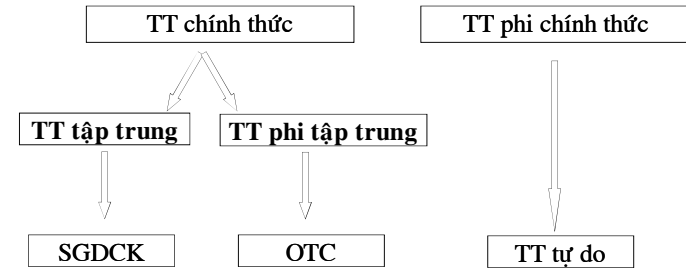 TT chính thức
TT phi chính thức
TT tập trung
TT phi tập trung
SGDCK
OTC
TT tự do